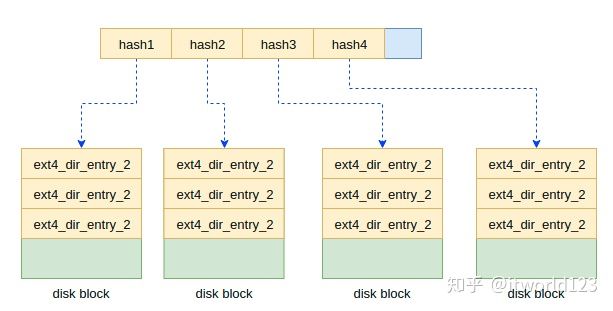 hash1 hash2 hash3 hash4
ext4_dir_entry_2 ext4_dir_entry_2 ext4_dir_entry_2 ext4_dir_entry_2
ext4_dir_entry_2 ext4_dir_entry_2 ext4_dir_entry_2 ext4_dir_entry_2
ext4_dir_entry_2 ext4_dir_entry_2 ext4_dir_entry_2 ext4_dir_entry_2
知乎 @itworld123
disk block disk block disk block disk block